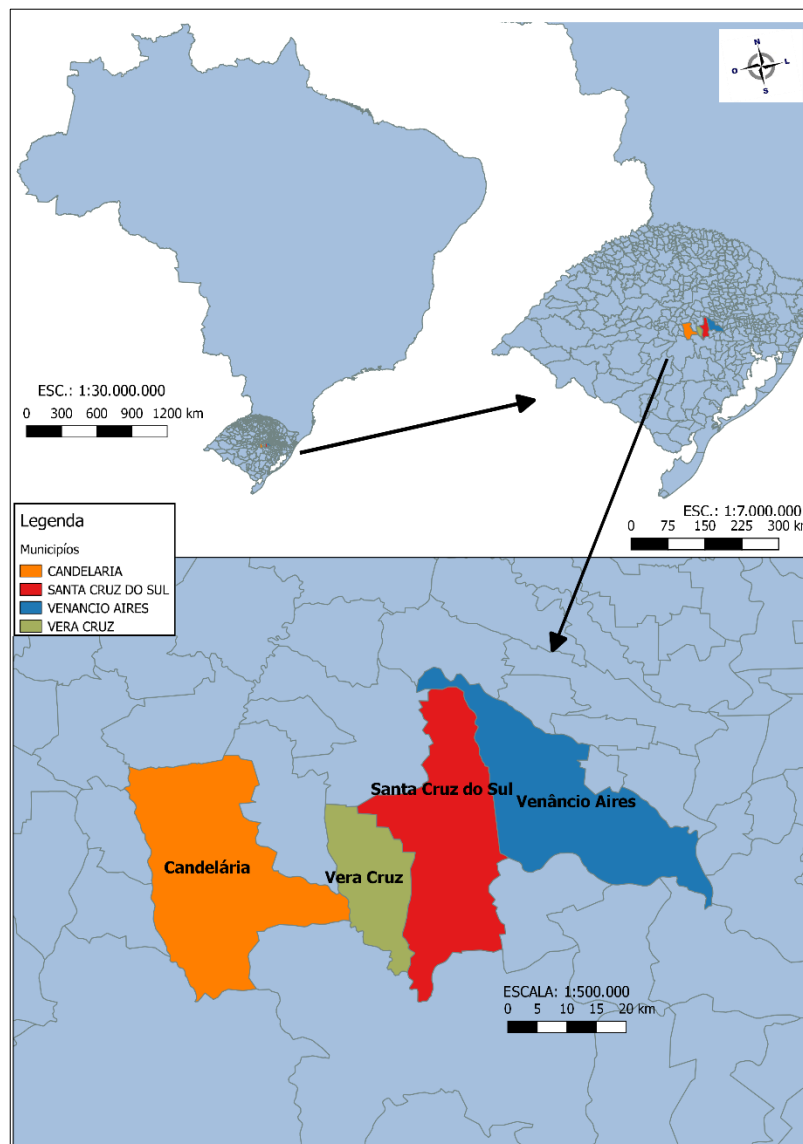 N
O L
S
ESC.: 1:30.000.000
0 300 600 900 1200 km
ESC.: 1:7.000.000
0 75 150 225 300 km
Legenda
Municipíos
CANDELARIA
SANTA CRUZ DO SUL
VENANCIO AIRES
VERA CRUZ
Santa Cruz do Sul
Venâncio Aires
Candelária
Vera Cruz
ESCALA: 1:500.000
0 5 10 15 20 km